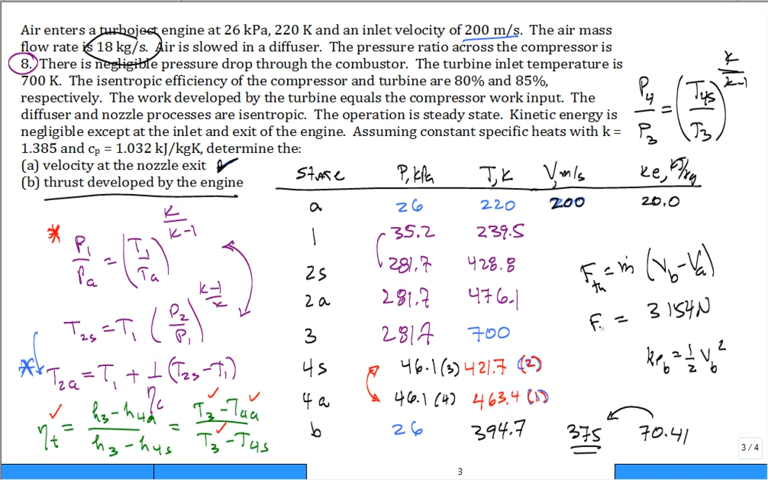 Air enters a turboject engine at 26 kPa, 220 K and an inlet velocity of 200 m/s. The air mass
flow rate is 18 kg/s. Air is slowed in a diffuser. The pressure ratio across the compressor is
8. There is negligible pressure drop through the combustor. The turbine inlet temperature is
700 K. The isentropic efficiency of the compressor and turbine are 80% and 85%,
respectively. The work developed by the turbine equals the compressor work input. The
diffuser and nozzle processes are isentropic. The operation is steady state. Kinetic energy is
negligible except at the inlet and exit of the engine. Assuming constant specific heats with k =
1.385 and cp = 1.032 kJ/kgK, determine the:
(a) velocity at the nozzle exit
(b) thrust developed by the engine
P4/P3 = (T4s/T3)^k/k-1
State P, kPa T, K V, m/s ke, kJ/kg
a 26 220 200 20.0
1 35.2 239.5
2s 281.7 428.8
2a 281.7 476.1
3 281.7 700
4s 46.1 (3) 421.7 (2)
4a 46.1 (4) 463.4 (1)
b 26 394.7 375 70.41
* P1/Pa = (T1/Ta)^k/k-1
T2s = T1 (P2/P1)^k-1/k
* T2a = T1 + 1/ηc (T2s - T1)
ηt = h3-h4a/h3-h4s = T3-T4a/T3-T4s
Fth = ṁ (Vb - Va)
F = 3154 N
keb = 1/2 Vb²
3
3 / 4